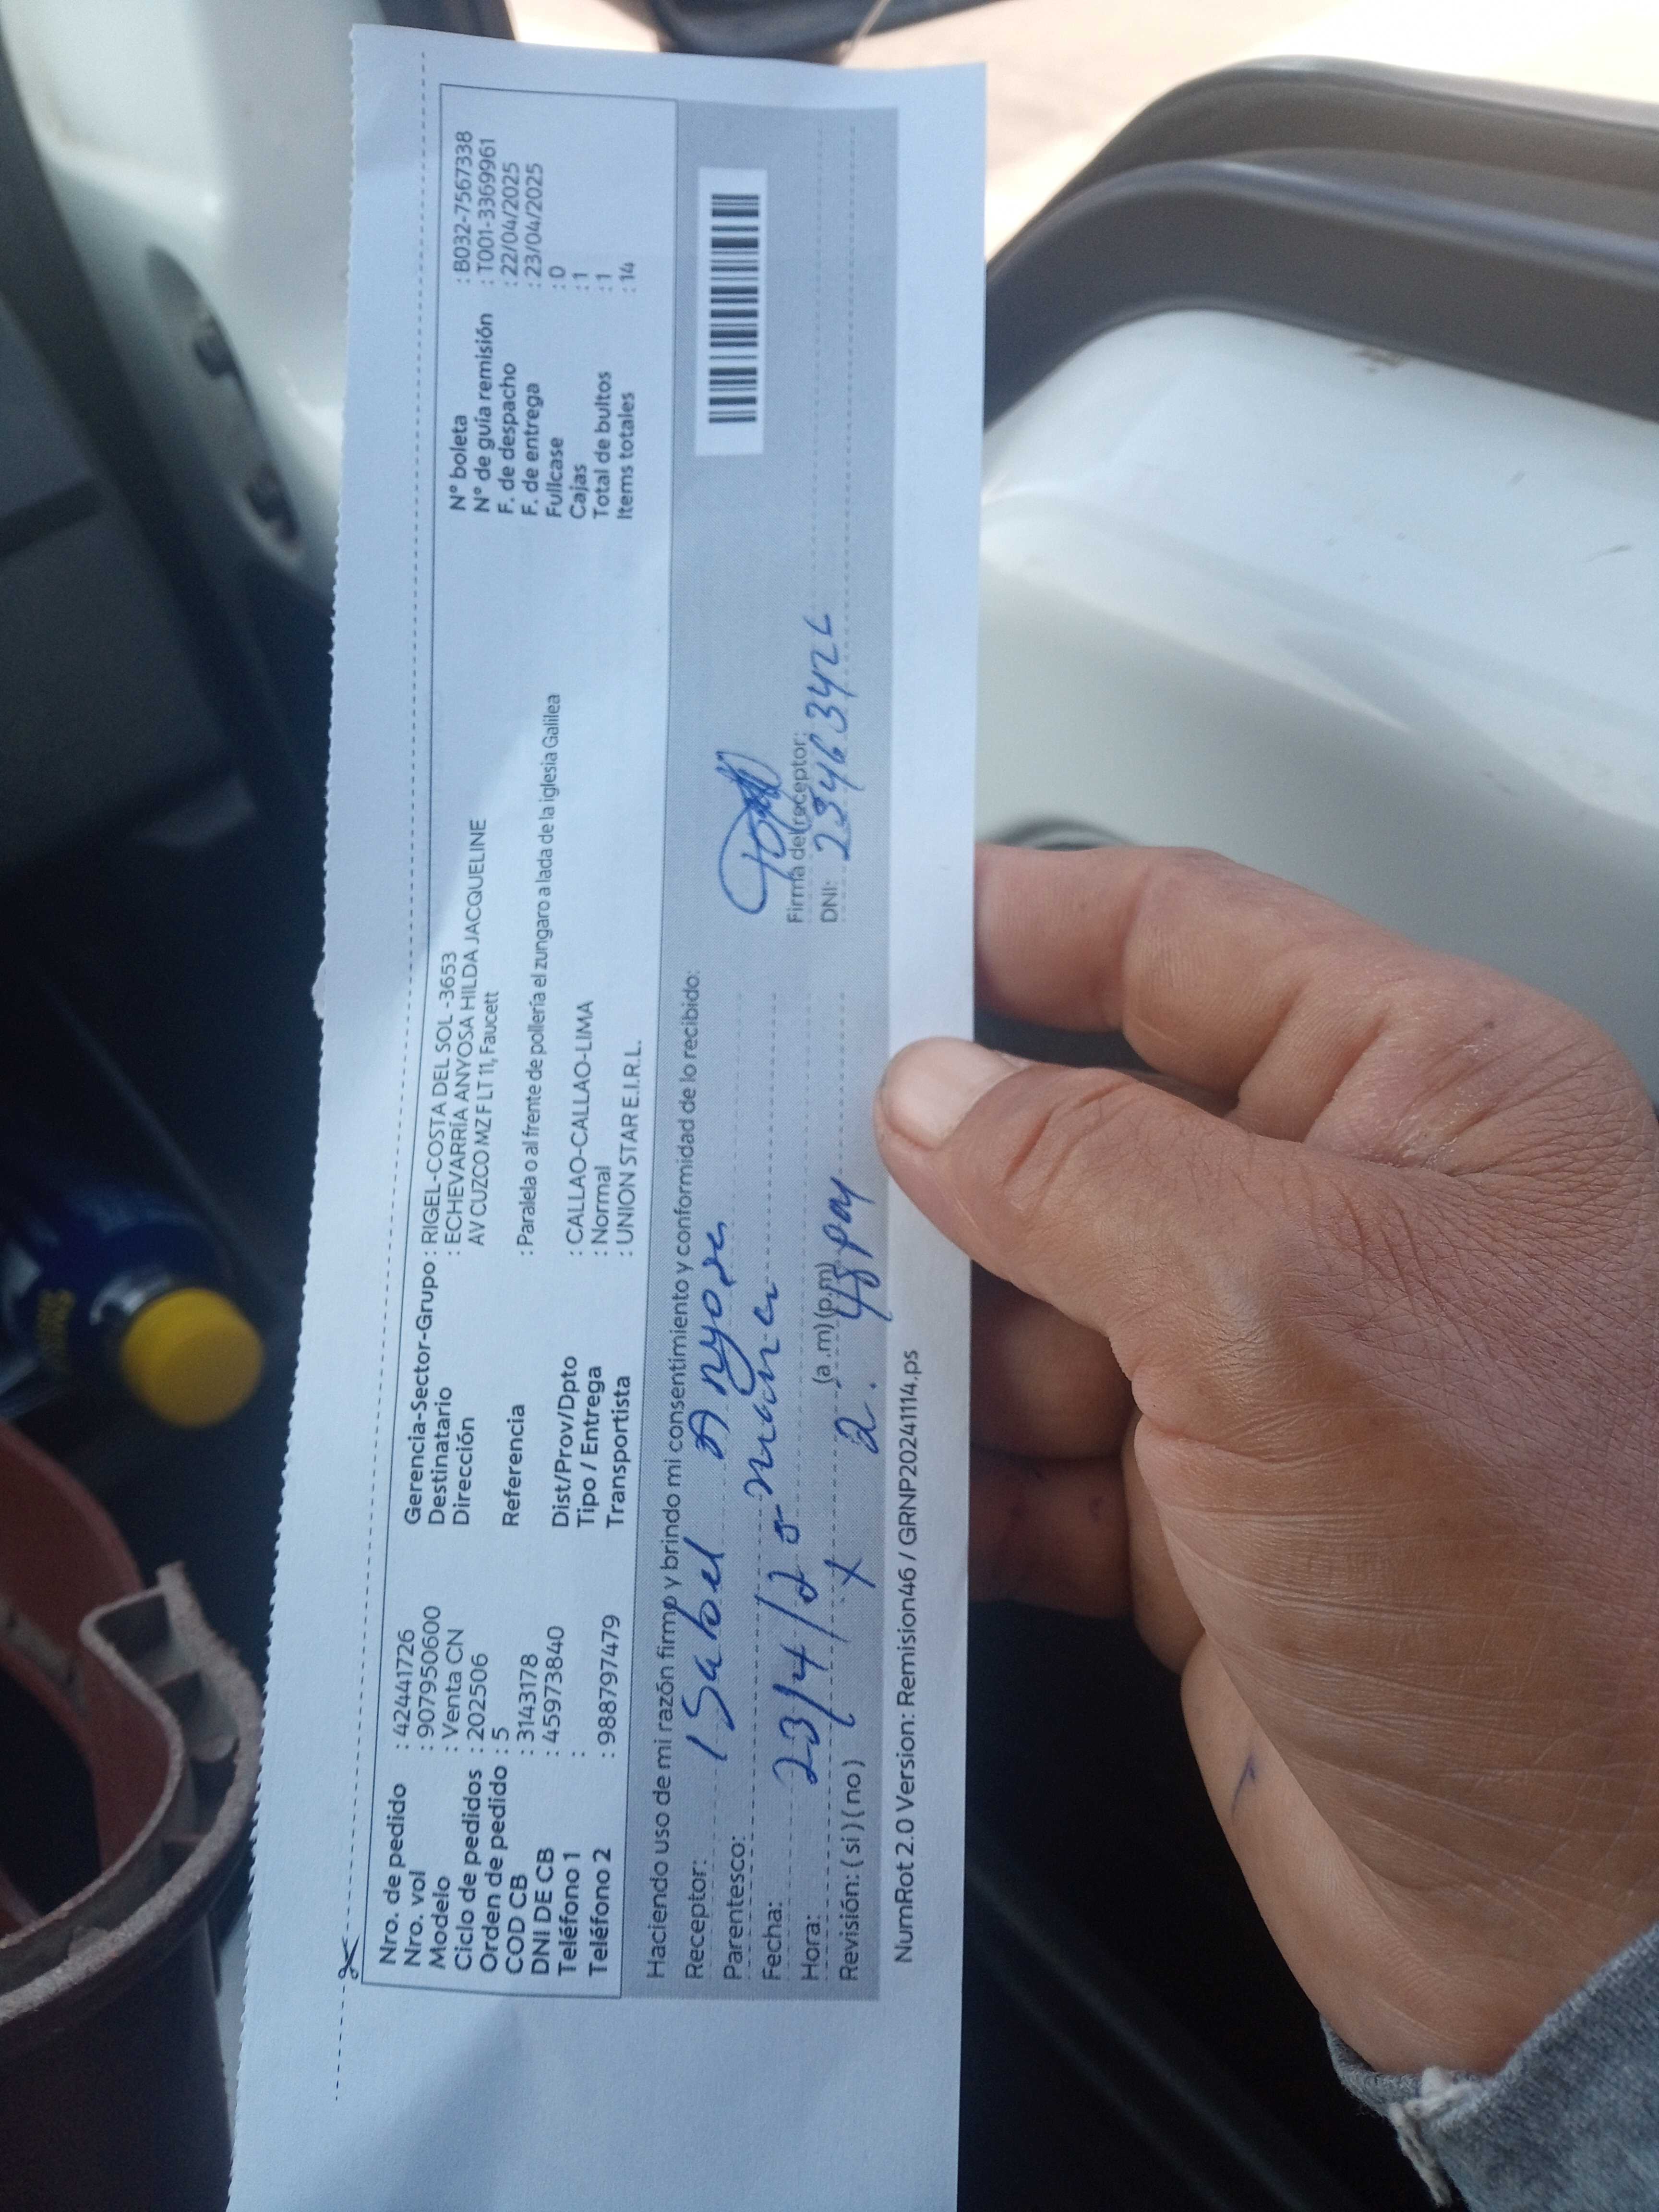 Nro. de pedido : 42441726
Nro. vol : 907950600
Modelo : Venta CN
Ciclo de pedidos : 202506
Orden de pedido : 5
COD CB : 3143178
DNI DE CB : 45973840
Teléfono 1 :
Teléfono 2 : 988797479
Gerencia-Sector-Grupo : RIGEL-COSTA DEL SOL -3653
Destinatario : ECHEVARRÍA ANYOSA HILDA JACQUELINE
Dirección AV CUZCO MZ F LT 11, Faucett
Referencia : Paralela o al frente de pollería el zungaro a lada de la iglesia Galilea
Dist/Prov/Dpto : CALLAO-CALLAO-LIMA
Tipo / Entrega : Normal
Transportista : UNION STAR E.I.R.L.
N° boleta : B032-7567338
N° de guía remisión : T001-3369961
F. de despacho : 22/04/2025
F. de entrega : 23/04/2025
Fullcase : 0
Cajas : 1
Total de bultos : 1
Items totales : 14
Haciendo uso de mi razón firmo y brindo mi consentimiento y conformidad de lo recibido:
Receptor: Isabel Anyosa
Parentesco: mama
Fecha: 23/4/2
Hora: (a .m) (p.m)
Revisión: ( si ) ( no )
Firma del receptor:
DNI:
NumRot 2.0 Version: Remision46 / GRNP20241114.ps